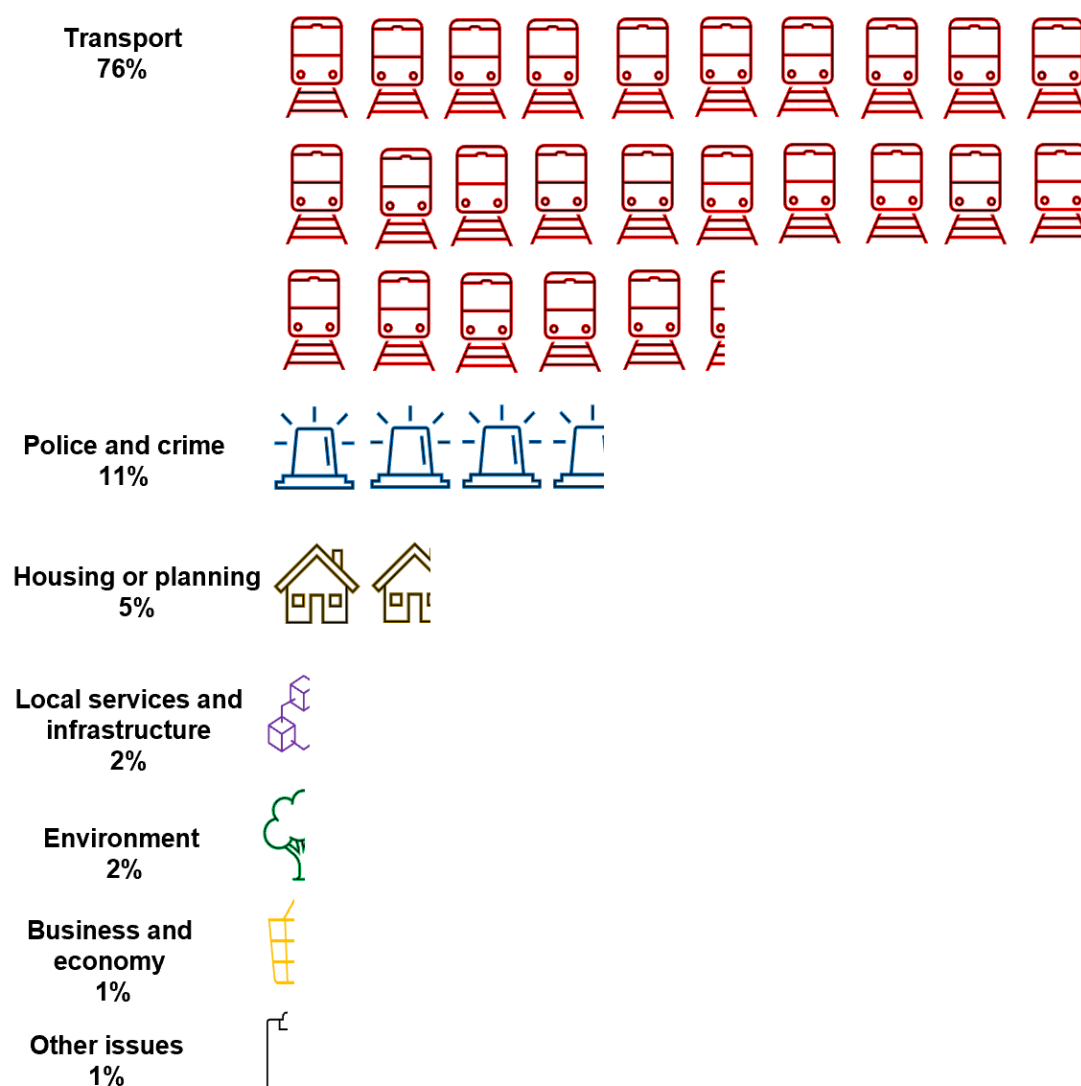 Transport
76%
Police and crime
11%
Housing or planning
5%
Local services and
infrastructure
2%
Environment
2%
Business and
economy
1%
Other issues
1%